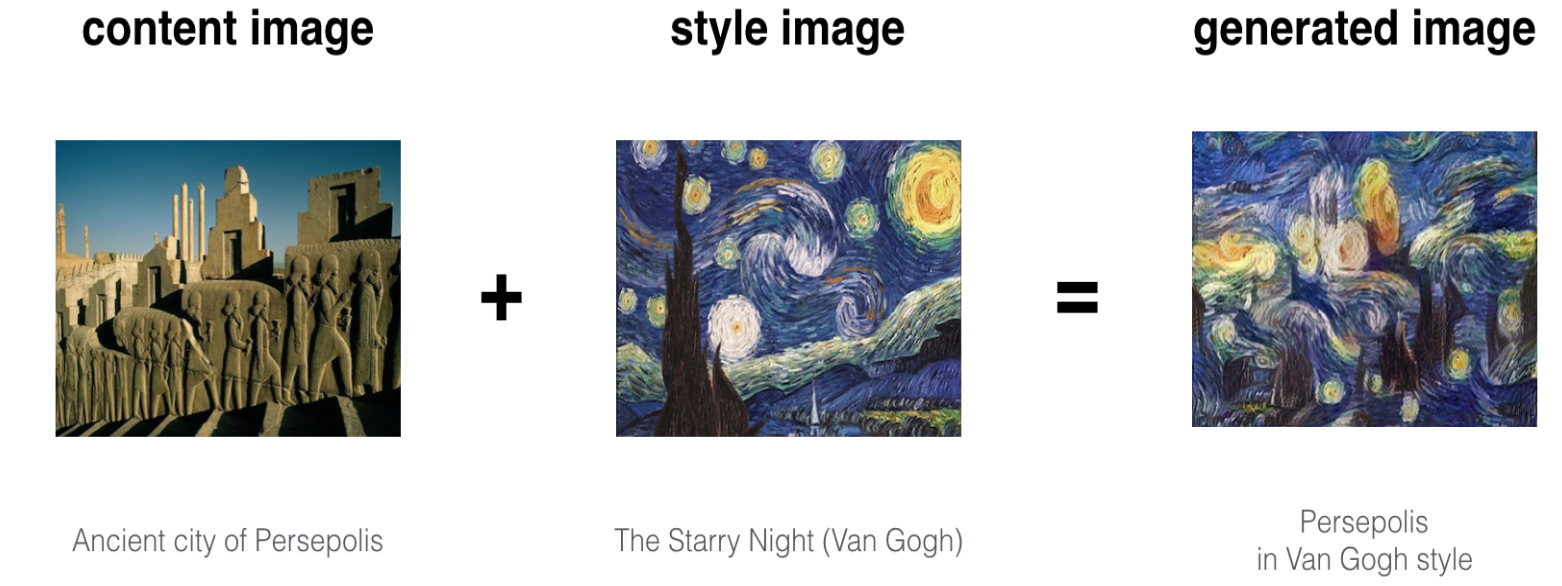 content image
style image
generated image
+
=
Ancient city of Persepolis
The Starry Night (Van Gogh)
Persepolis
in Van Gogh style